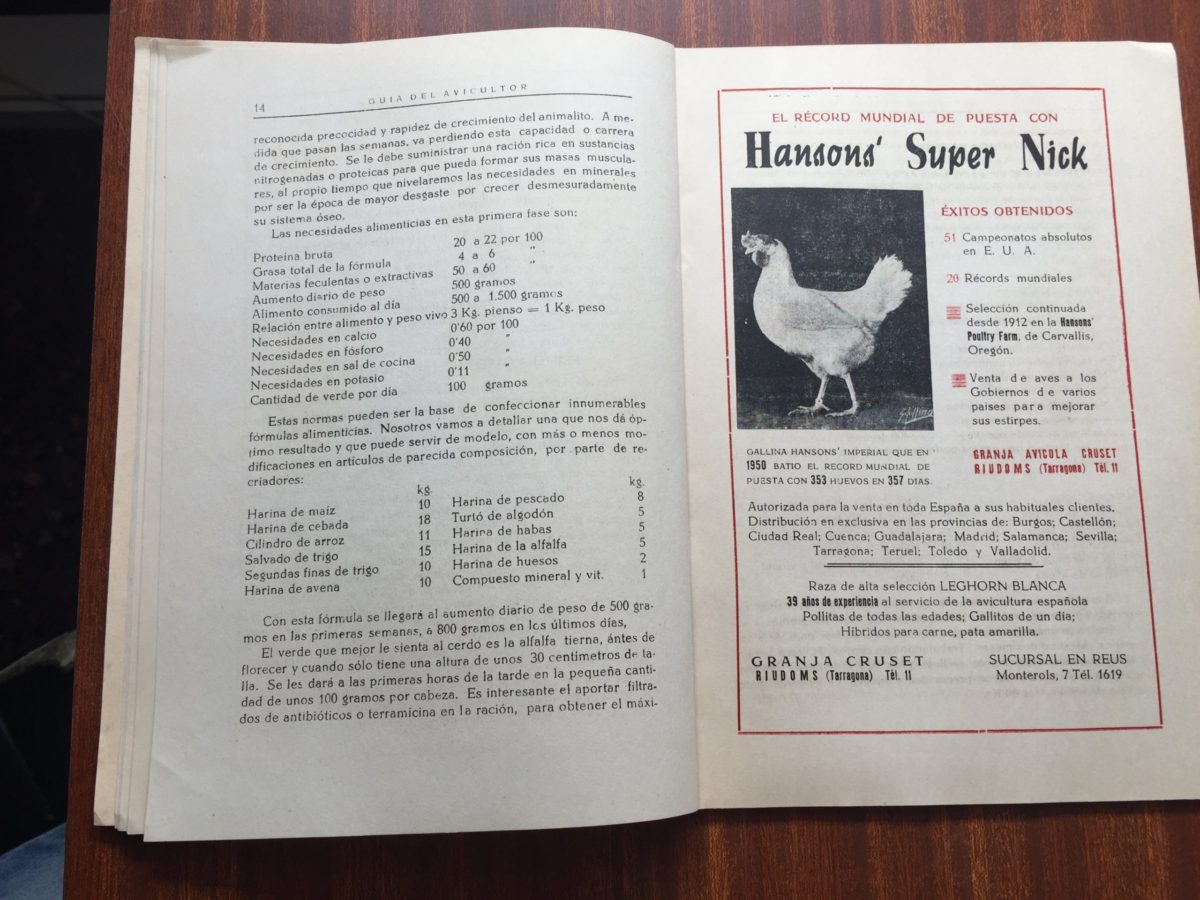 14
GUIA DEL AVICULTOR
reconocida precocidad y rapidez de crecimiento del animalito. A me-
dida que pasan las semanas, va perdiendo esta capacidad o carrera
de crecimiento. Se le debe suministrar una ración rica en sustancias
nitrogenadas o proteicas para que pueda formar sus masas muscula-
res, al propio tiempo que nivelaremos las necesidades en minerales
por ser la época de mayor desgaste por crecer desmesuradamente
su sistema óseo.
Las necesidades alimenticias en esta primera fase son:
Proteína bruta 20 a 22 por 100
Grasa total de la fórmula 4 a 6 "
Materias feculentas o extractivas 50 a 60 "
Aumento diario de peso 500 gramos
Alimento consumido al día 500 a 1.500 gramos
Relación entre alimento y peso vivo 3 Kg. pienso = 1 Kg. peso
Necesidades en calcio 0'60 por 100
Necesidades en fósforo 0'40 "
Necesidades en sal de cocina 0'50 "
Necesidades en potasio 0'11 "
Cantidad de verde por día 100 gramos
Estas normas pueden ser la base de confeccionar innumerables
fórmulas alimenticias. Nosotros vamos a detallar una que nos dá óp-
timo resultado y que puede servir de modelo, con más o menos mo-
dificaciones en artículos de parecida composición, por parte de re-
criadores:
kg. kg.
Harina de maíz 10 Harina de pescado 8
Harina de cebada 18 Turtó de algodón 5
Cilindro de arroz 11 Harina de habas 5
Salvado de trigo 15 Harina de la alfalfa 5
Segundas finas de trigo 10 Harina de huesos 2
Harina de avena 10 Compuesto mineral y vit. 1
Con esta fórmula se llegará al aumento diario de peso de 500 gra-
mos en las primeras semanas, á 800 gramos en los últimos días,
El verde que mejor le sienta al cerdo es la alfalfa tierna, ántes de
florecer y cuando sólo tiene una altura de unos 30 centímetros de ta-
lla. Se les dará a las primeras horas de la tarde en la pequeña canti-
dad de unos 100 gramos por cabeza. Es interesante el aportar filtra-
dos de antibióticos o terramicina en la ración, para obtener el máxi-
EL RÉCORD MUNDIAL DE PUESTA CON
Hansons' Super Nick
ÉXITOS OBTENIDOS
51 Campeonatos absolutos
en E. U. A.
20 Récords mundiales
Selección continuada
desde 1912 en la Hansons'
Poultry Farm, de Carvallis,
Oregón.
Venta de aves a los
Gobiernos de varios
paises para mejorar
sus estirpes.
GALLINA HANSONS' IMPERIAL QUE EN
1950 BATIO EL RECORD MUNDIAL DE
PUESTA CON 353 HUEVOS EN 357 DIAS.
GRANJA AVICOLA CRUSET
RIUDOMS (Tarragona) Tél. 11
Autorizada para la venta en toda España a sus habituales clientes.
Distribución en exclusiva en las provincias de: Burgos; Castellón;
Ciudad Real; Cuenca; Guadalajara; Madrid; Salamanca; Sevilla;
Tarragona; Teruel; Toledo y Valladolid.
Raza de alta selección LEGHORN BLANCA
39 años de experiencia al servicio de la avicultura española
Pollitas de todas las edades; Gallitos de un día;
Híbridos para carne, pata amarilla.
GRANJA CRUSET
RIUDOMS (Tarragona) Tél. 11
SUCURSAL EN REUS
Monterols, 7 Tél. 1619